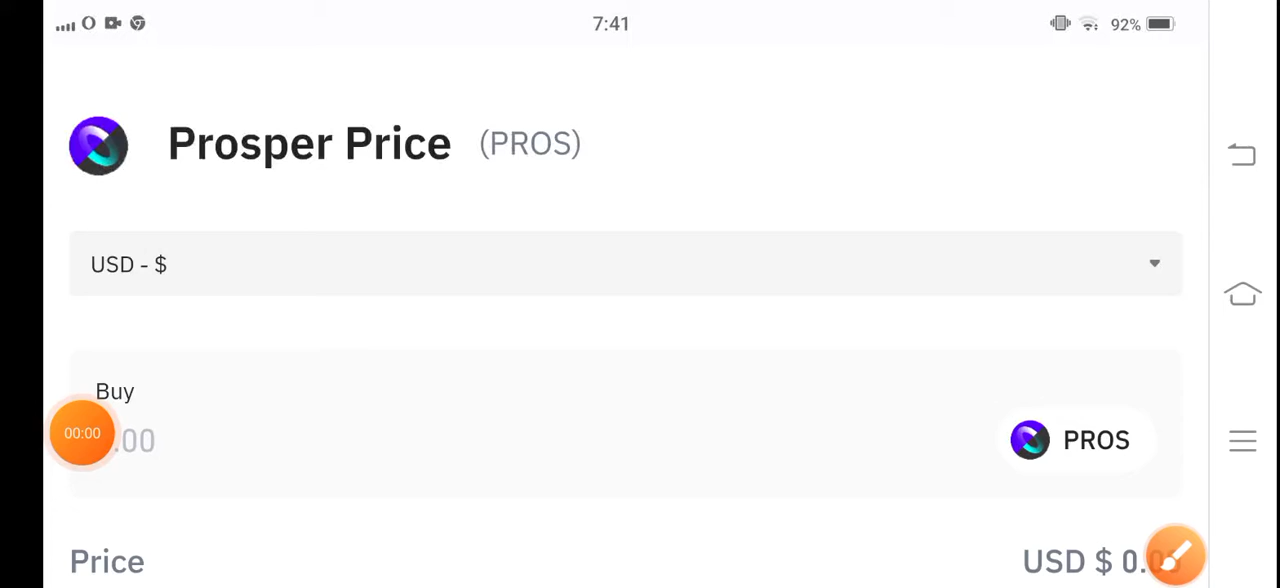 7:41
92%
Prosper Price (PROS)
USD - $
Buy
00:00
.00
PROS
Price
USD $ 0.